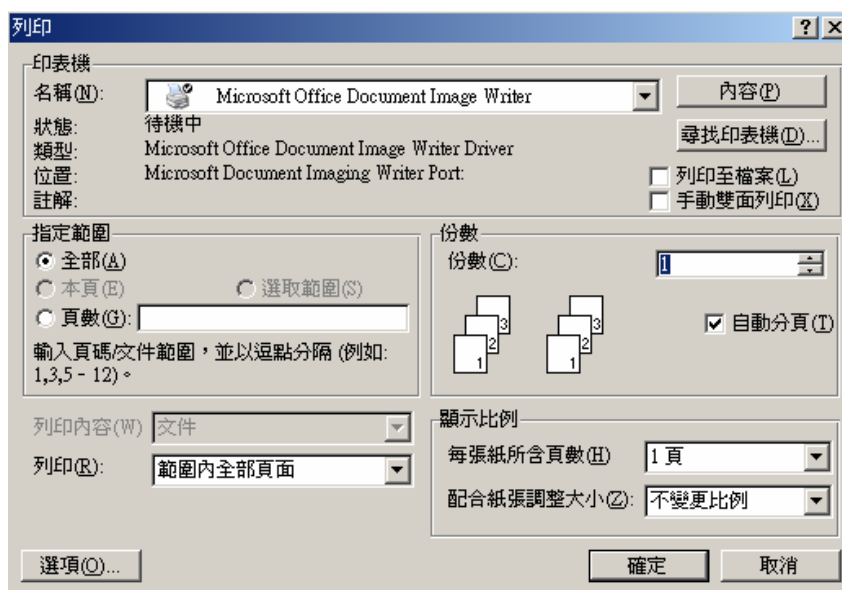 列印
印表機
名稱(N): Microsoft Office Document Image Writer 內容(P)
狀態: 待機中
尋找印表機(D)...
類型: Microsoft Office Document Image Writer Driver
位置: Microsoft Document Imaging Writer Port: 列印至檔案(L)
註解: 手動雙面列印(X)
指定範圍
全部(A)
本頁(E) 選取範圍(S)
頁數(G):
輸入頁碼/文件範圍，並以逗點分隔 (例如:
1,3,5 - 12)。
份數
份數(C): 1
3 3
2 2
1 1
自動分頁(T)
列印內容(W) 文件
列印(R): 範圍內全部頁面
顯示比例
每張紙所含頁數(H) 1 頁
配合紙張調整大小(Z): 不變更比例
選項(O)... 確定 取消